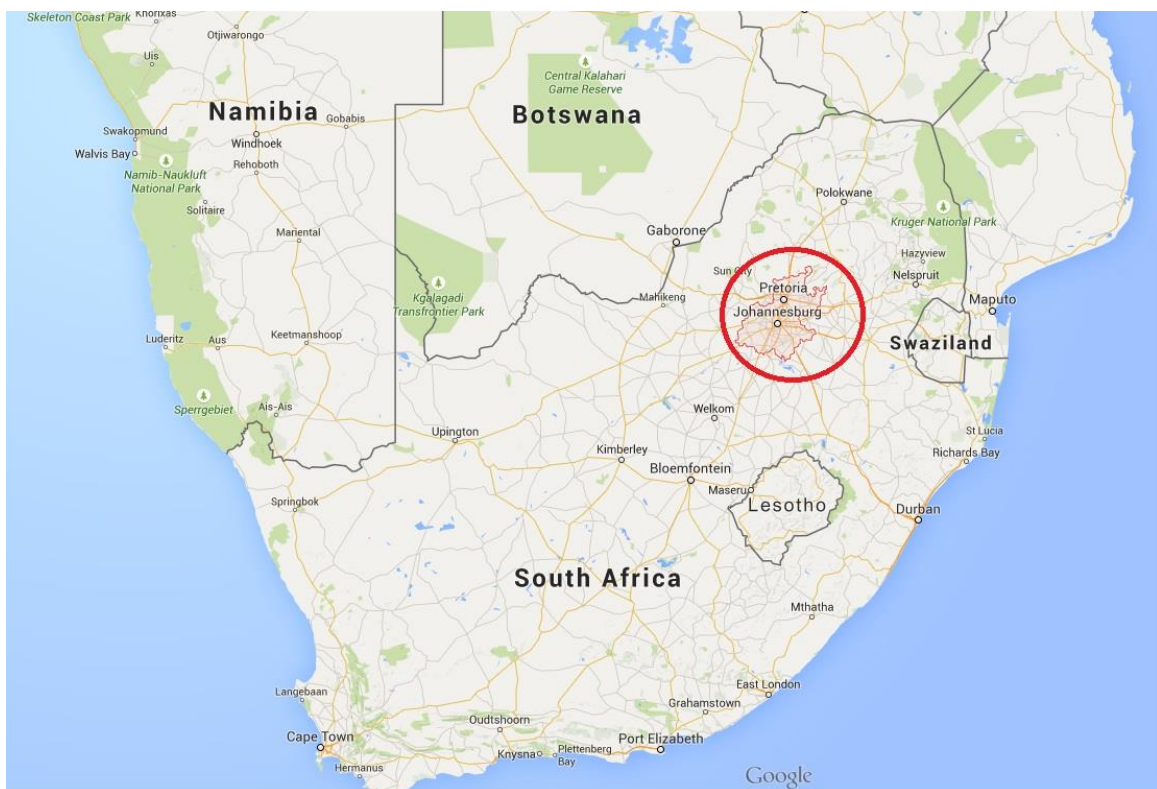 Skeleton Coast Park
Khorixas
Otjiwarongo
Uis
Central Kalahari
Game Reserve
Namibia
Botswana
Gobabis
Swakopmund
Windhoek
Walvis Bay
Rehoboth
Namib-Naukluft
National Park
Polokwane
Solitaire
Kruger National Park
Mariental
Gaborone
Hazyview
Sun City
Nelspruit
Pretoria
Mahikeng
Maputo
Kgalagadi
Transfrontier Park
Johannesburg
Luderitz
Aus
Keetmanshoop
Swaziland
Sperrgebiet
Ais-Ais
Welkom
Upington
St Lucia
Kimberley
Richards Bay
Bloemfontein
Maseru
Springbok
Lesotho
Durban
South Africa
Mthatha
Langebaan
East London
Grahamstown
Oudtshoorn
Cape Town
Port Elizabeth
Knysna
Plettenberg
Bay
Hermanus
Google